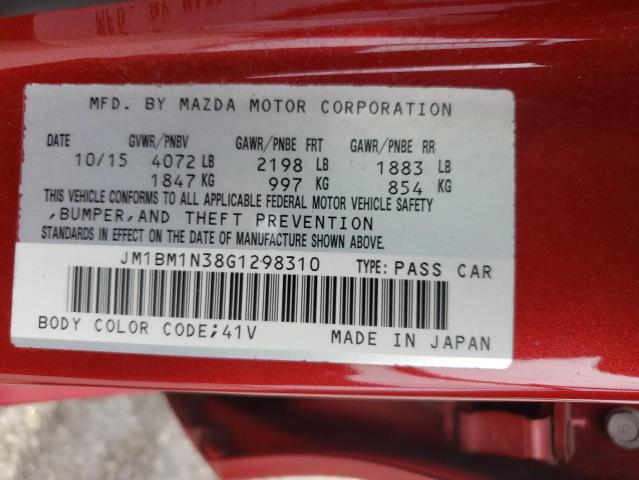 MFD. BY MAZDA MOTOR CORPORATION
DATE GVWR/PNBV GAWR/PNBE FRT GAWR/PNBE RR
10/15 4072 LB 2198 LB 1883 LB
1847 KG 997 KG 854 KG
THIS VEHICLE CONFORMS TO ALL APPLICABLE FEDERAL MOTOR VEHICLE SAFETY
,BUMPER,AND THEFT PREVENTION
STANDARDS IN EFFECT ON THE DATE OF MANUFACTURE SHOWN ABOVE.
JM1BM1N38G1298310 TYPE: PASS CAR
BODY COLOR CODE;41V MADE IN JAPAN